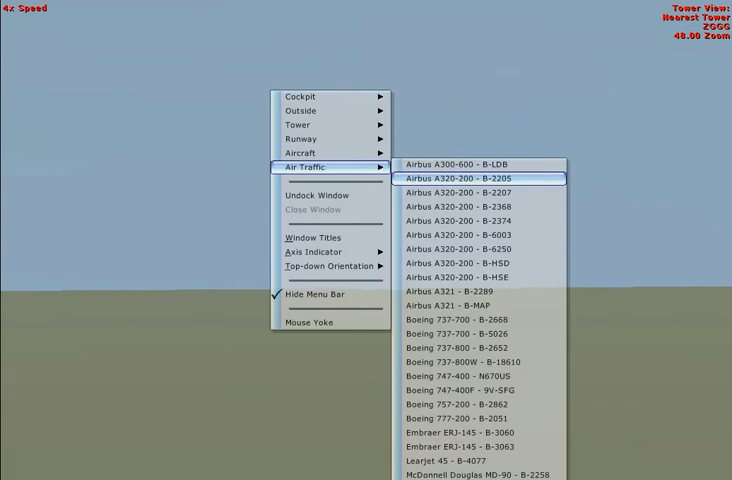 4x Speed
Tower View:
Nearest Tower
ZGGG
48.00 Zoom
Cockpit
Outside
Tower
Runway
Aircraft
Air Traffic
Undock Window
Close Window
Window Titles
Axis Indicator
Top-down Orientation
Hide Menu Bar
Mouse Yoke
Airbus A300-600 - B-LDB
Airbus A320-200 - B-2205
Airbus A320-200 - B-2207
Airbus A320-200 - B-2368
Airbus A320-200 - B-2374
Airbus A320-200 - B-6003
Airbus A320-200 - B-6250
Airbus A320-200 - B-HSD
Airbus A320-200 - B-HSE
Airbus A321 - B-2289
Airbus A321 - B-MAP
Boeing 737-700 - B-2668
Boeing 737-700 - B-5026
Boeing 737-800 - B-2652
Boeing 737-800W - B-18610
Boeing 747-400 - N670US
Boeing 747-400F - 9V-SFG
Boeing 757-200 - B-2862
Boeing 777-200 - B-2051
Embraer ERJ-145 - B-3060
Embraer ERJ-145 - B-3063
Learjet 45 - B-4077
McDonnell Douglas MD-90 - B-2258